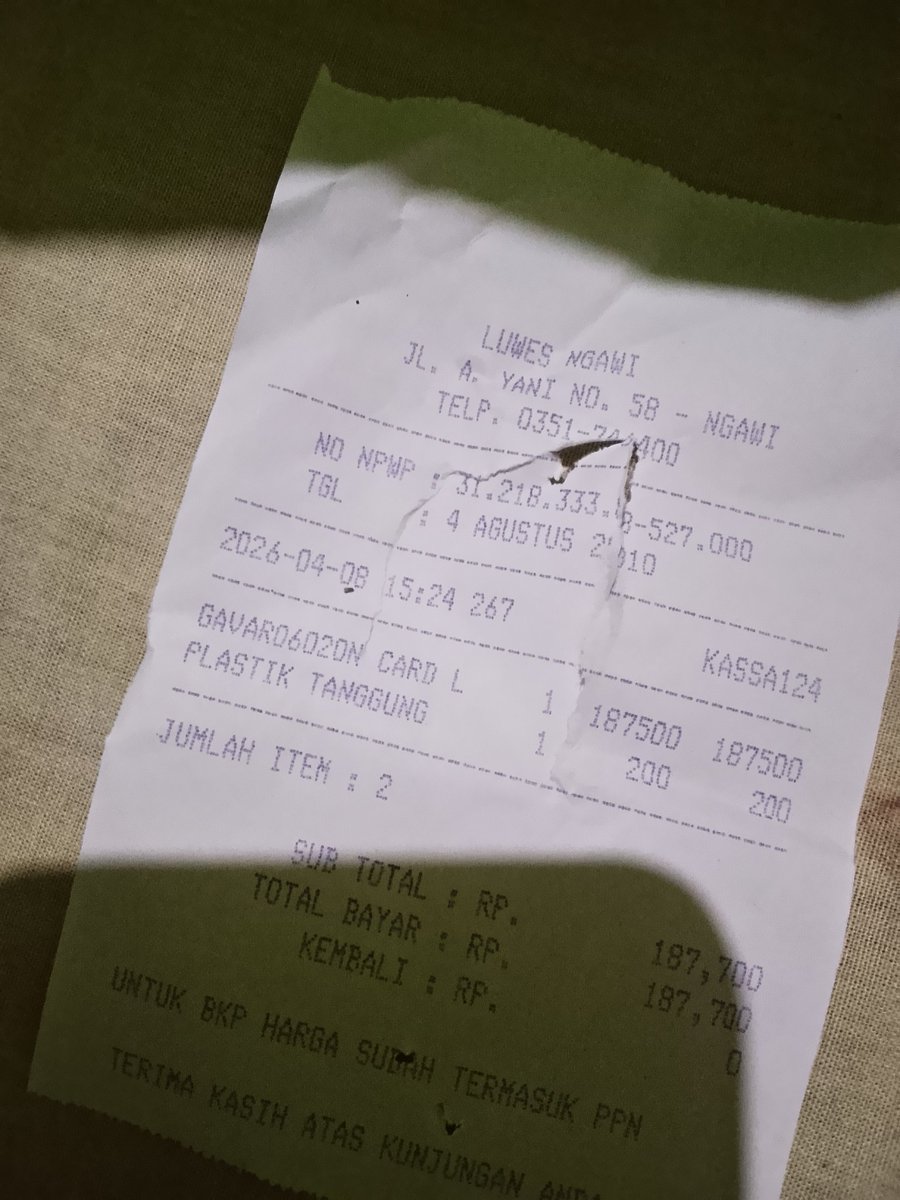 LUWES NGAWI
JL. A. YANI NO. 58 - NGAWI
TELP.
NO NPWP :
TGL : 4 AGUSTUS
2026-04-08 15:24 267 KASSA124
GAVAR0602DN CARD L 1 187500 187500
PLASTIK TANGGUNG 1 200 200
JUMLAH ITEM : 2
SUB TOTAL : RP. 187,700
TOTAL BAYAR : RP. 187,700
KEMBALI : RP. 0
UNTUK BKP HARGA SUDAH TERMASUK PPN
TERIMA KASIH ATAS KUNJUNGAN